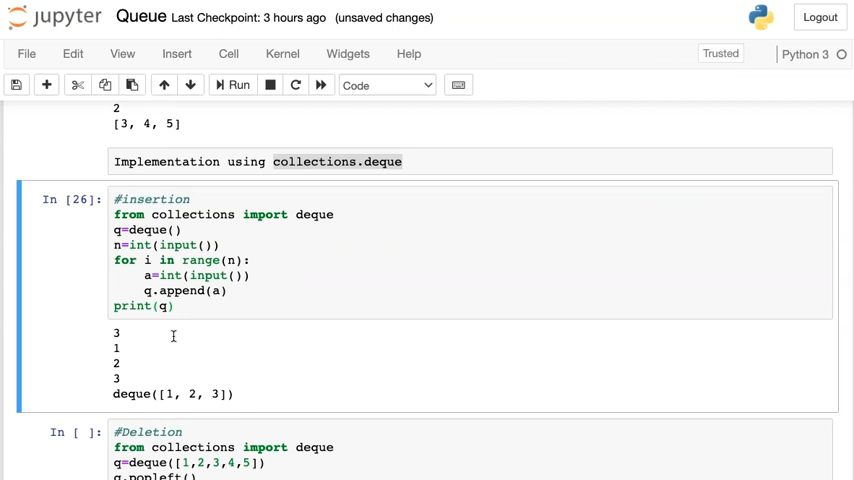 jupyter Queue Last Checkpoint: 3 hours ago (unsaved changes) Logout
File Edit View Insert Cell Kernel Widgets Help Trusted Python 3
Run Code
2
[3, 4, 5]
Implementation using collections.deque
In [26]: #insertion
from collections import deque
q=deque()
n=int(input())
for i in range(n):
    a=int(input())
    q.append(a)
print(q)
3
1
2
3
deque([1, 2, 3])
In [ ]: #Deletion
from collections import deque
q=deque([1,2,3,4,5])
q.popleft()